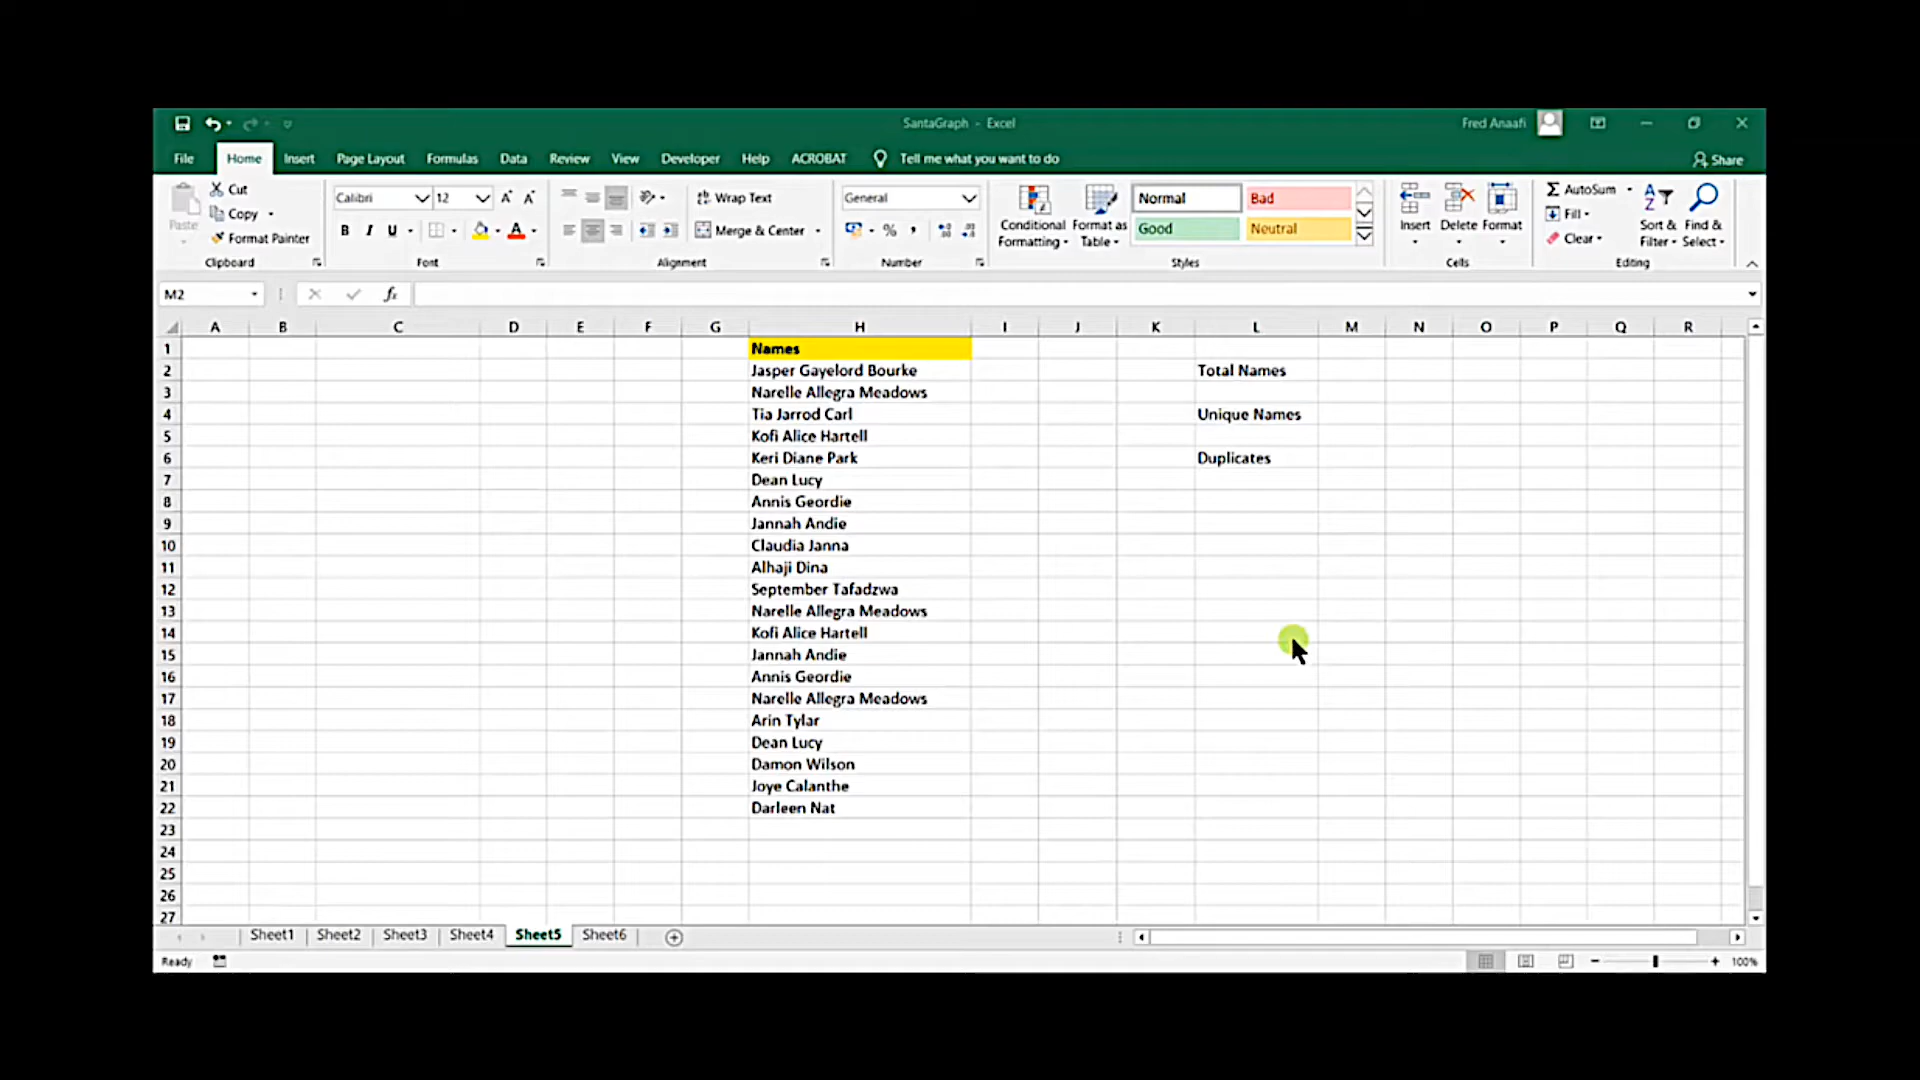 SantaGraph - Excel
Fred Anaafi
File Home Insert Page Layout Formulas Data Review View Developer Help ACROBAT Tell me what you want to do Share
Paste
Cut
Copy
Format Painter
Clipboard
Calibri 12
B I U
Font
Wrap Text
Merge & Center
Alignment
General
%
Number
Conditional Formatting
Format as Table
Normal Bad
Good Neutral
Styles
Insert Delete Format
Cells
AutoSum
Fill
Clear
Sort & Filter
Find & Select
Editing
M2
fx
A B C D E F G H I J K L M N O P Q R
1 Names
2 Jasper Gayelord Bourke Total Names
3 Narelle Allegra Meadows
4 Tia Jarrod Carl Unique Names
5 Kofi Alice Hartell
6 Keri Diane Park Duplicates
7 Dean Lucy
8 Annis Geordie
9 Jannah Andie
10 Claudia Janna
11 Alhaji Dina
12 September Tafadzwa
13 Narelle Allegra Meadows
14 Kofi Alice Hartell
15 Jannah Andie
16 Annis Geordie
17 Narelle Allegra Meadows
18 Arin Tylar
19 Dean Lucy
20 Damon Wilson
21 Joye Calanthe
22 Darleen Nat
23
24
25
26
27
Sheet1 Sheet2 Sheet3 Sheet4 Sheet5 Sheet6
Ready 100%